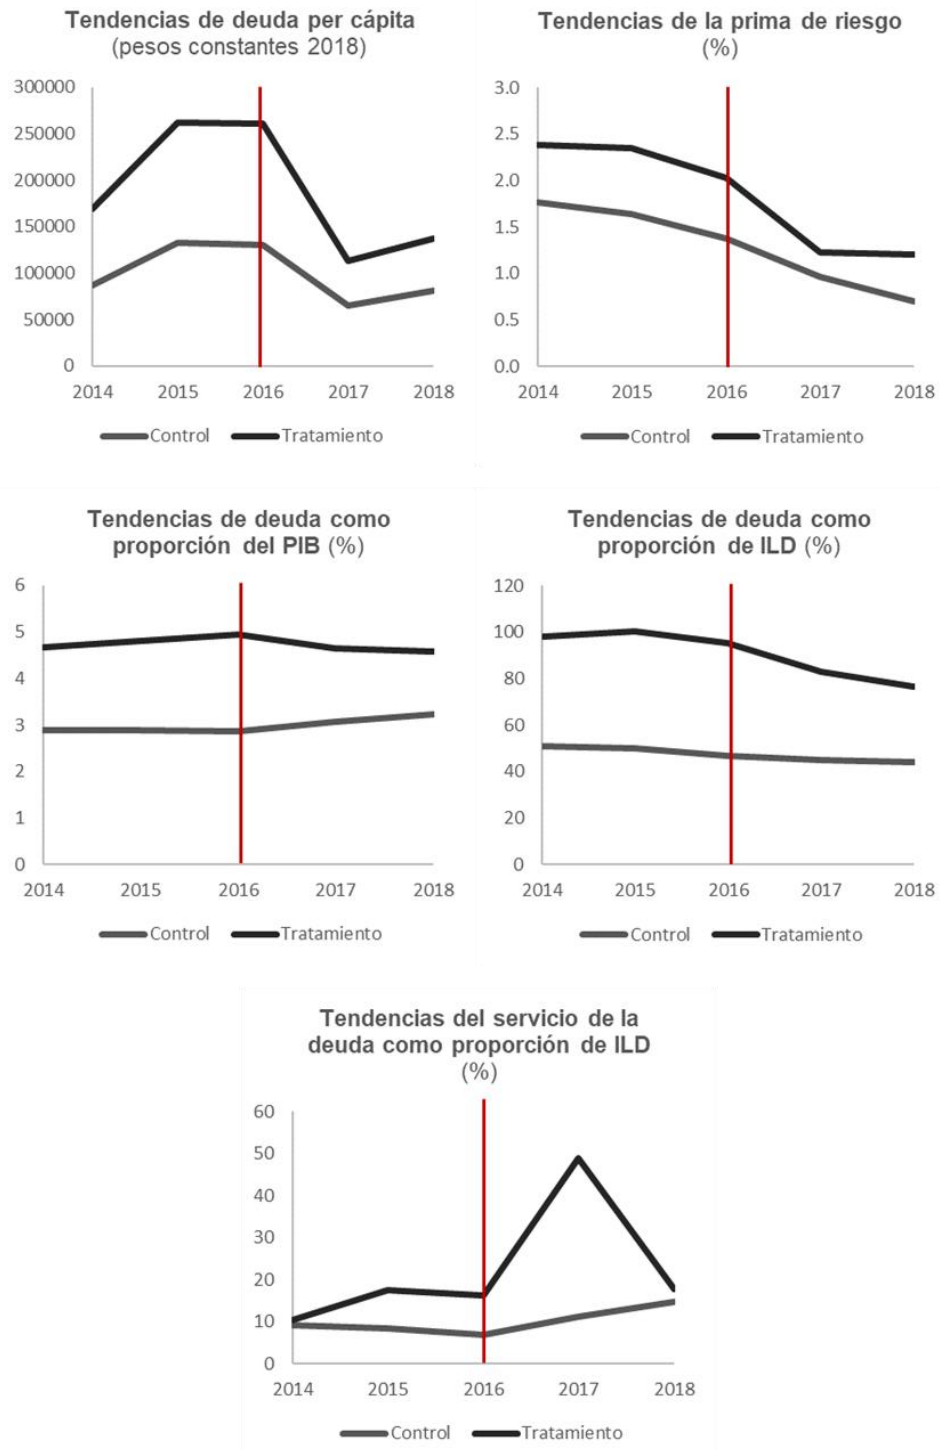 Tendencias de deuda per cápita
(pesos constantes 2018)
300000
250000
200000
150000
100000
50000
0
2014 2015 2016 2017 2018
Control Tratamiento
Tendencias de la prima de riesgo
(%)
3.0
2.5
2.0
1.5
1.0
0.5
0.0
2014 2015 2016 2017 2018
Control Tratamiento
Tendencias de deuda como
proporción del PIB (%)
6
5
4
3
2
1
0
2014 2015 2016 2017 2018
Control Tratamiento
Tendencias de deuda como
proporción de ILD (%)
120
100
80
60
40
20
0
2014 2015 2016 2017 2018
Control Tratamiento
Tendencias del servicio de la
deuda como proporción de ILD
(%)
60
50
40
30
20
10
0
2014 2015 2016 2017 2018
Control Tratamiento